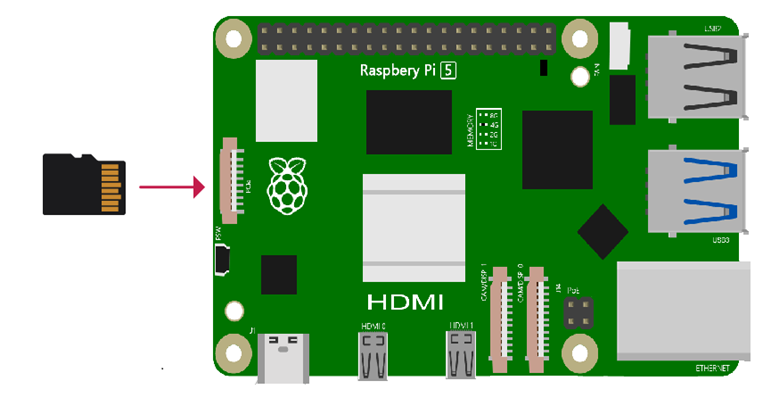 USB2
Raspbery Pi 5
FAN
MEMORY
8G
4G
2G
1G
PCIe
USB3
PSW
CAM/DISP 1
CAM/DISP 0
J14
PoE
HDMI
J1
HDMI 0
HDMI 1
ETHERNET